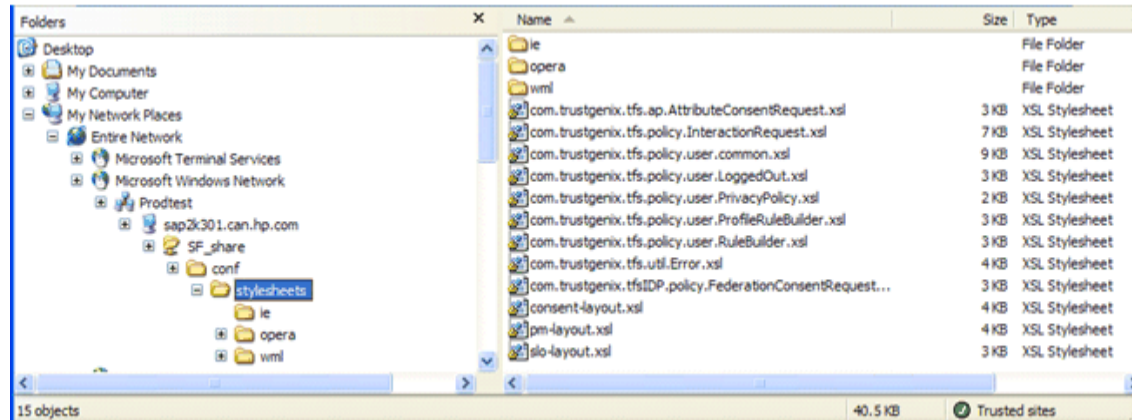 Folders
Desktop
My Documents
My Computer
My Network Places
Entire Network
Microsoft Terminal Services
Microsoft Windows Network
Prodtest
sap2k301.can.hp.com
SF_share
conf
stylesheets
ie
opera
wml
Name Size Type
ie File Folder
opera File Folder
wml File Folder
com.trustgenix.tfs.ap.AttributeConsentRequest.xsl 3 KB XSL Stylesheet
com.trustgenix.tfs.policy.InteractionRequest.xsl 7 KB XSL Stylesheet
com.trustgenix.tfs.policy.user.common.xsl 9 KB XSL Stylesheet
com.trustgenix.tfs.policy.user.LoggedOut.xsl 3 KB XSL Stylesheet
com.trustgenix.tfs.policy.user.PrivacyPolicy.xsl 2 KB XSL Stylesheet
com.trustgenix.tfs.policy.user.ProfileRuleBuilder.xsl 3 KB XSL Stylesheet
com.trustgenix.tfs.policy.user.RuleBuilder.xsl 3 KB XSL Stylesheet
com.trustgenix.tfs.util.Error.xsl 4 KB XSL Stylesheet
com.trustgenix.tfsIDP.policy.FederationConsentRequest... 3 KB XSL Stylesheet
consent-layout.xsl 4 KB XSL Stylesheet
pm-layout.xsl 4 KB XSL Stylesheet
slo-layout.xsl 3 KB XSL Stylesheet
15 objects 40.5 KB Trusted sites